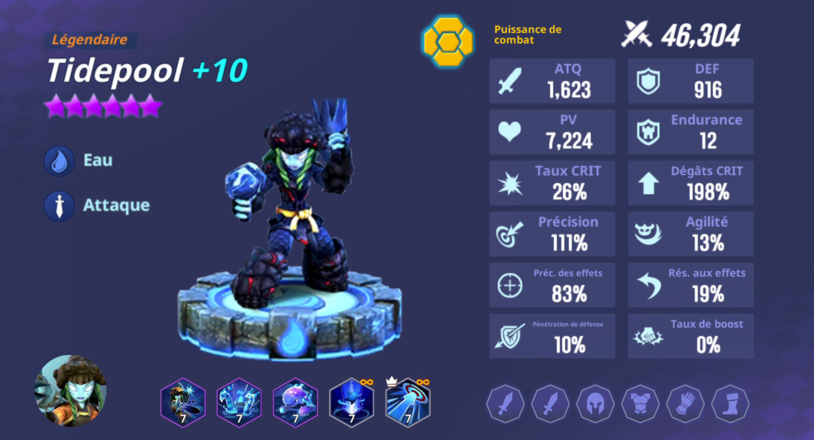 Légendaire
Tidepool +10
Eau
Attaque
7
7
7
7
7
Puissance de
combat
46,304
ATQ
1,623
DEF
916
PV
7,224
Endurance
12
Taux CRIT
26%
Dégâts CRIT
198%
Précision
111%
Agilité
13%
Préc. des effets
83%
Rés. aux effets
19%
Pénétration de défense
10%
Taux de boost
0%